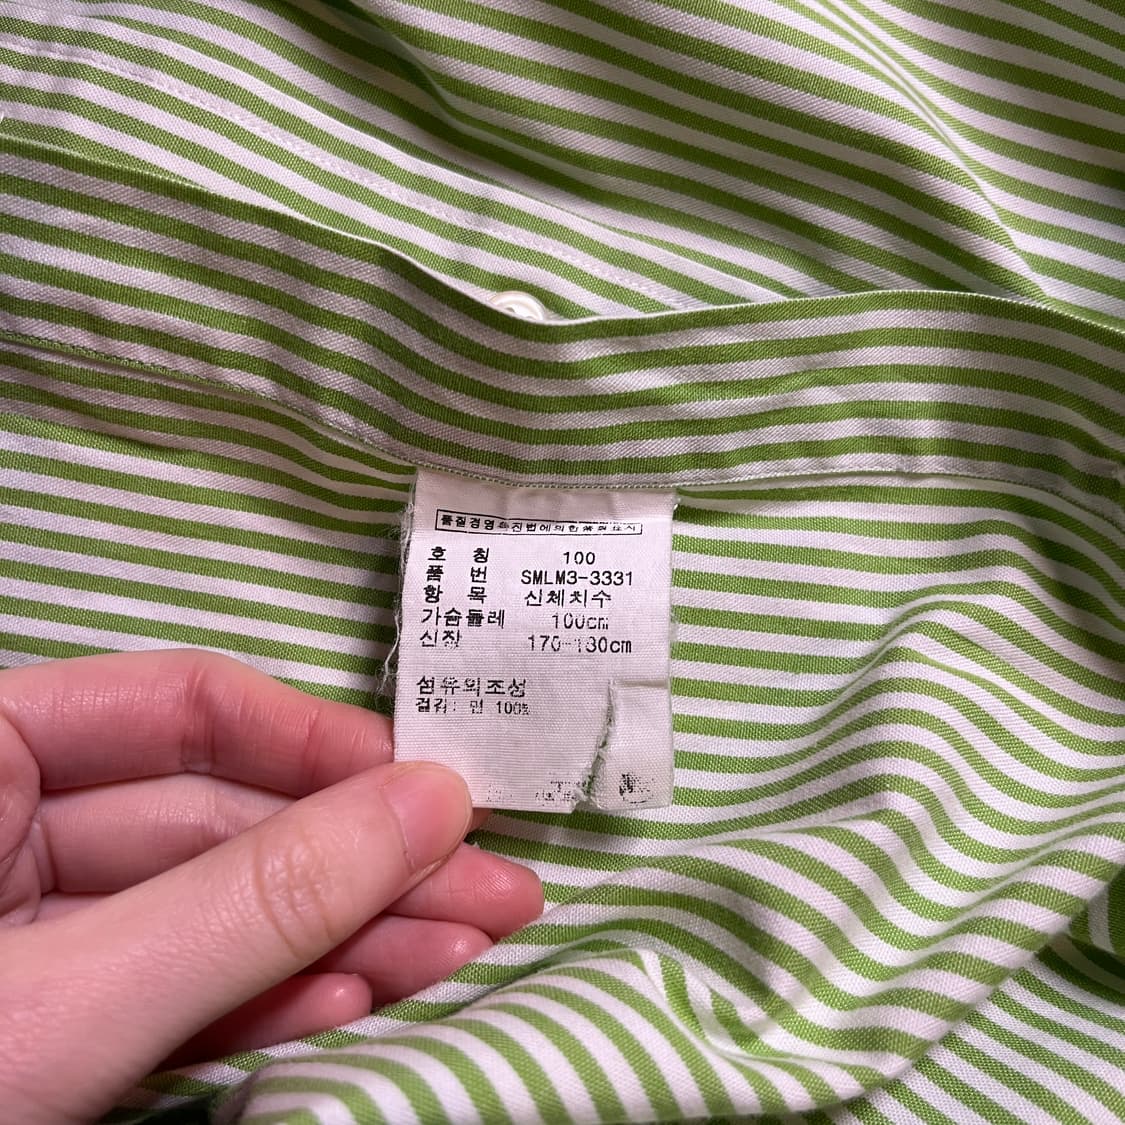 품질경영촉진법에의한품질표시
호 칭 100
품 번 SMLM3-3331
항 목 신체치수
가슴둘레 100cm
신장 170-180cm
섬유의조성
겉감: 면 100%